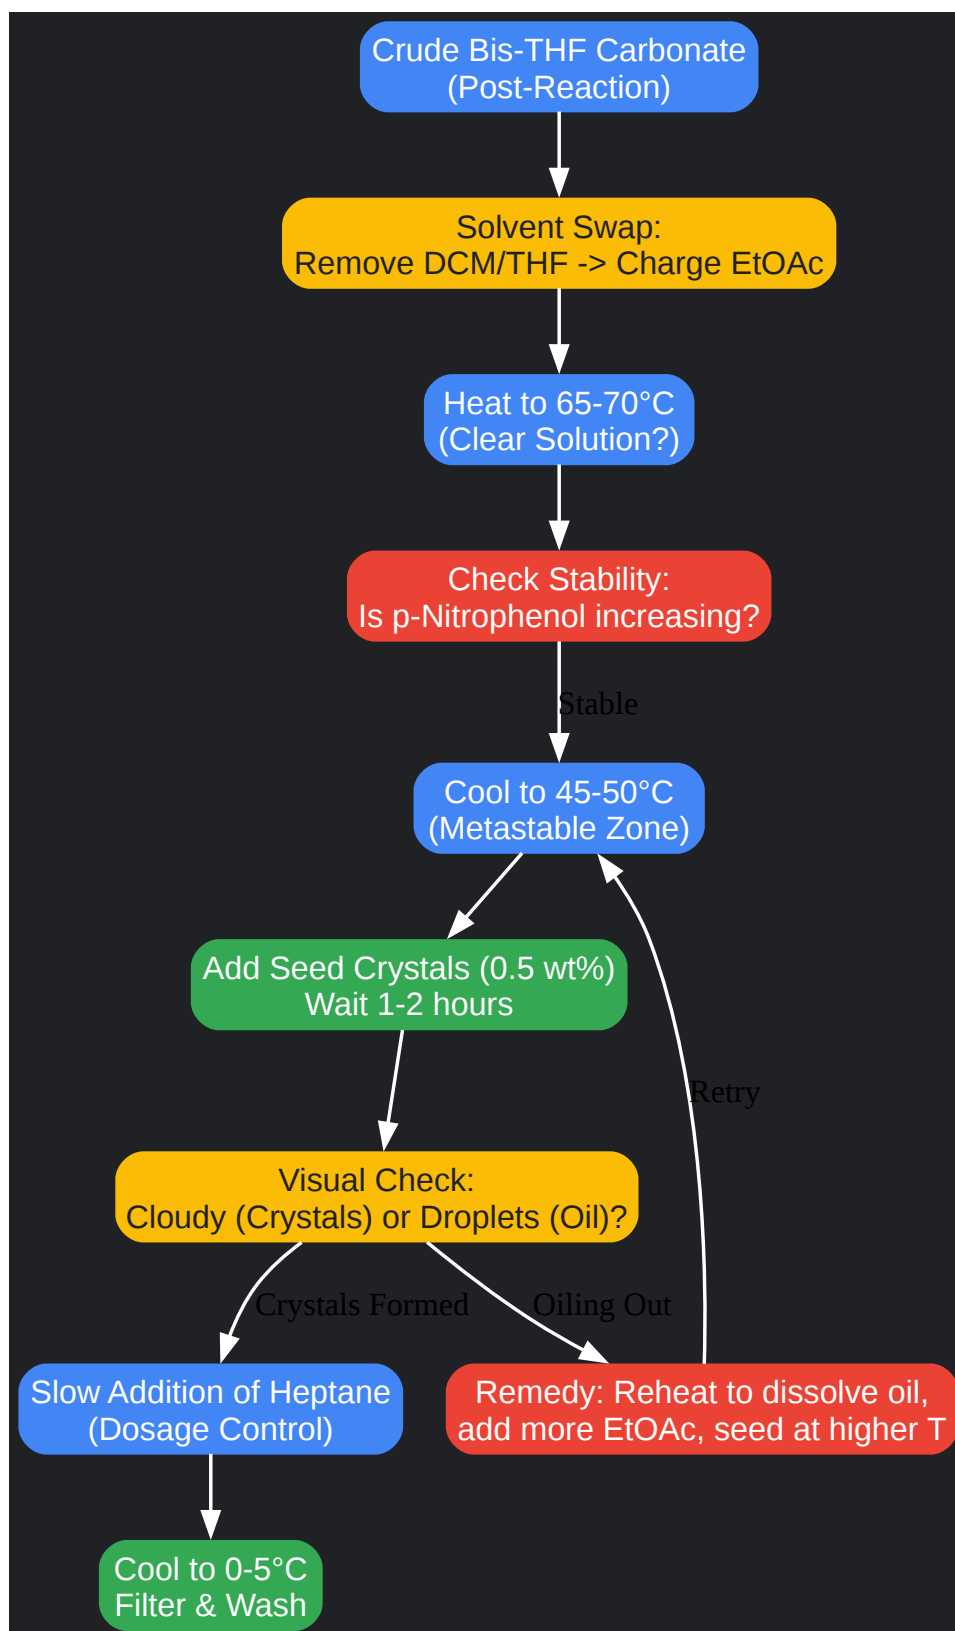 Crude Bis-THF Carbonate
(Post-Reaction)
Solvent Swap:
Remove DCM/THF -> Charge EtOAc
Heat to 65-70°C
(Clear Solution?)
Check Stability:
Is p-Nitrophenol increasing?
Stable
Cool to 45-50°C
(Metastable Zone)
Add Seed Crystals (0.5 wt%)
Wait 1-2 hours
Retry
Visual Check:
Cloudy (Crystals) or Droplets (Oil)?
Crystals Formed
Oiling Out
Slow Addition of Heptane
(Dosage Control)
Remedy: Reheat to dissolve oil,
add more EtOAc, seed at higher T
Cool to 0-5°C
Filter & Wash